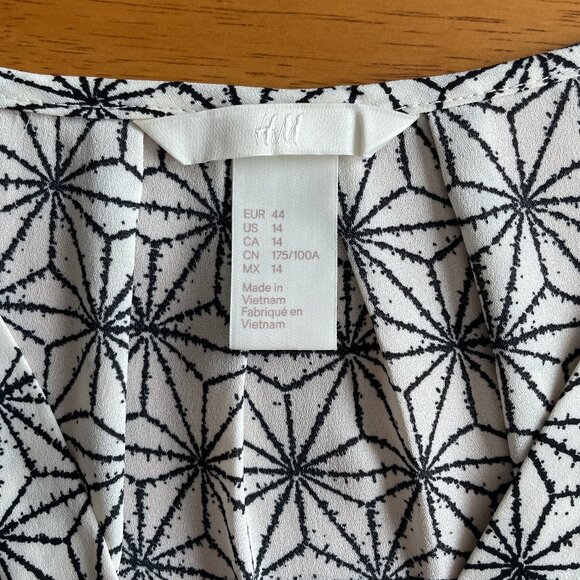 H&M
EUR 44
US 14
CA 14
CN 175/100A
MX 14
Made in
Vietnam
Fabriqué en
Vietnam